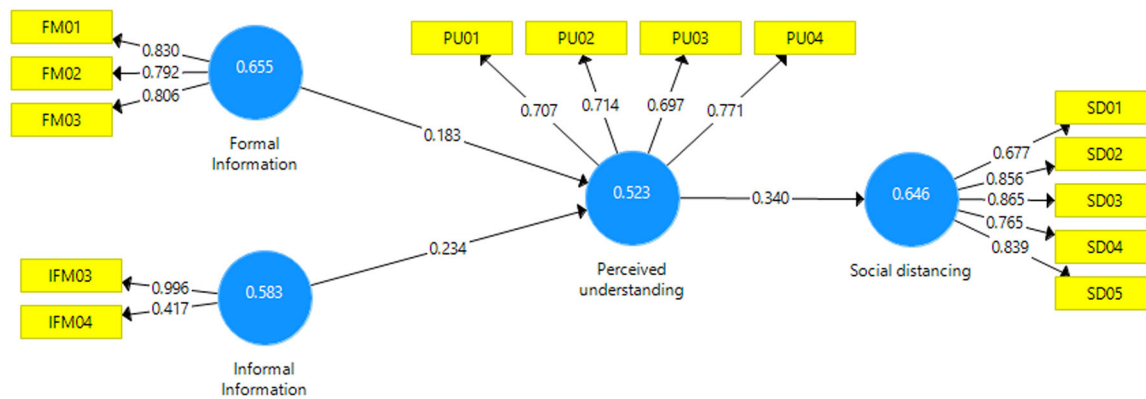 FM01
0.830
FM02
0.792
FM03
0.806
0.655
Formal
Information
0.183
IFM03
0.996
IFM04
0.417
0.583
Informal
Information
0.234
PU01
PU02
PU03
PU04
0.707
0.714
0.697
0.771
0.523
Perceived
understanding
0.340
0.646
Social distancing
SD01
0.677
SD02
0.856
SD03
0.865
SD04
0.765
SD05
0.839